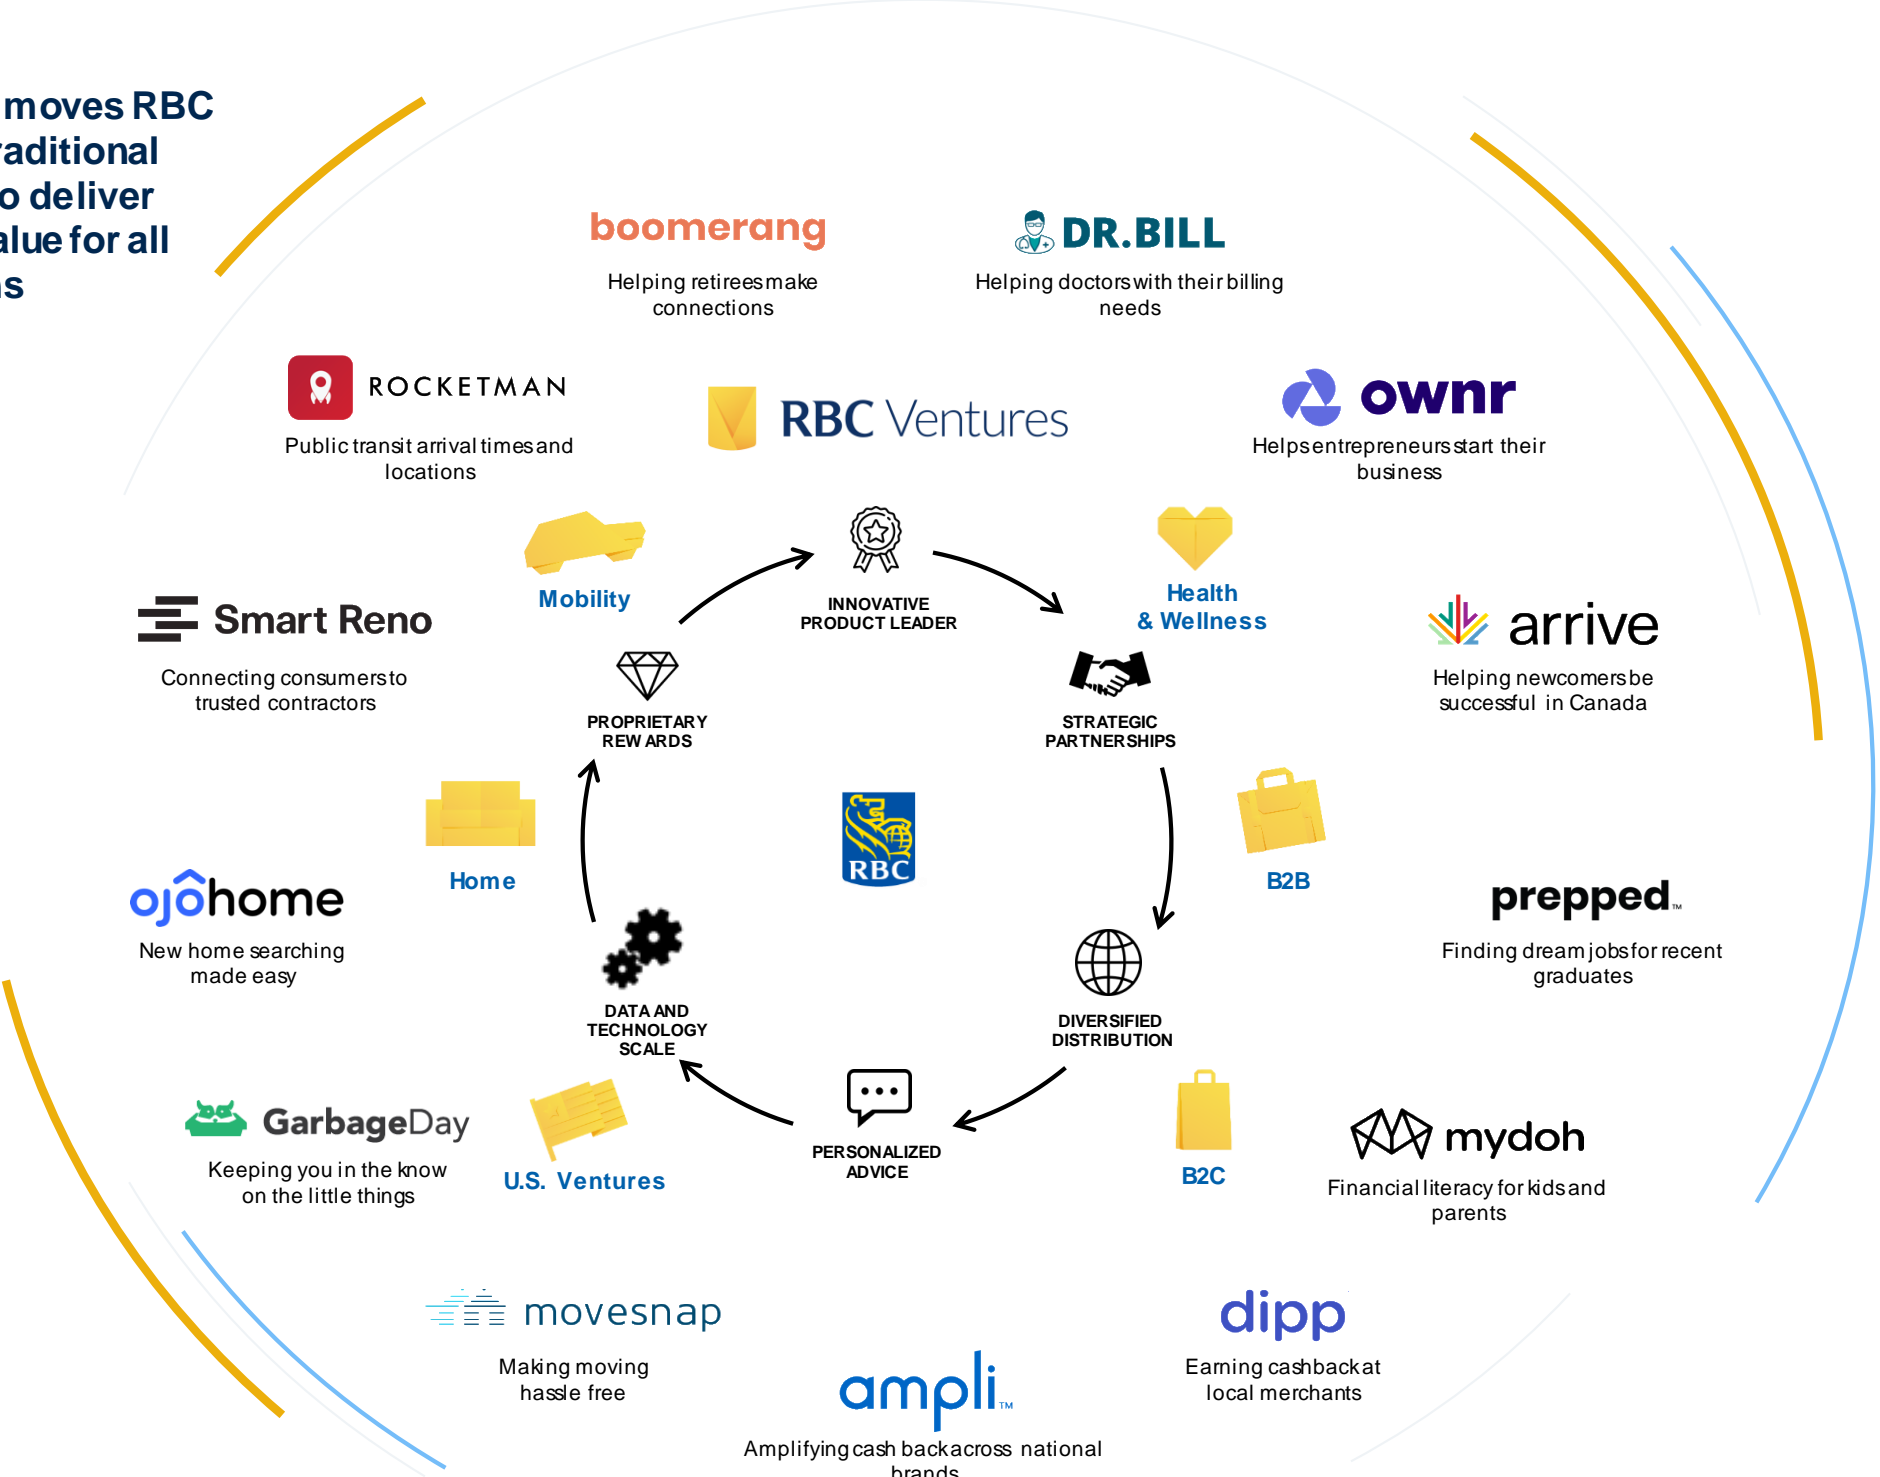 moves RBC
raditional
o deliver
alue for all
s
boomerang
Helping retirees make
connections
DR.BILL
Helping doctors with their billing
needs
ROCKETMAN
Public transit arrival times and
locations
RBC Ventures
ownr
Helps entrepreneurs start their
business
Mobility
INNOVATIVE
PRODUCT LEADER
Health
& Wellness
Smart Reno
Connecting consumers to
trusted contractors
PROPRIETARY
REWARDS
STRATEGIC
PARTNERSHIPS
arrive
Helping newcomers be
successful in Canada
Home
RBC
B2B
ojohome
New home searching
made easy
prepped™
Finding dream jobs for recent
graduates
DATA AND
TECHNOLOGY
SCALE
DIVERSIFIED
DISTRIBUTION
GarbageDay
Keeping you in the know
on the little things
U.S. Ventures
PERSONALIZED
ADVICE
B2C
mydoh
Financial literacy for kids and
parents
movesnap
Making moving
hassle free
ampli™
Amplifying cash back across national
brands
dipp
Earning cashback at
local merchants